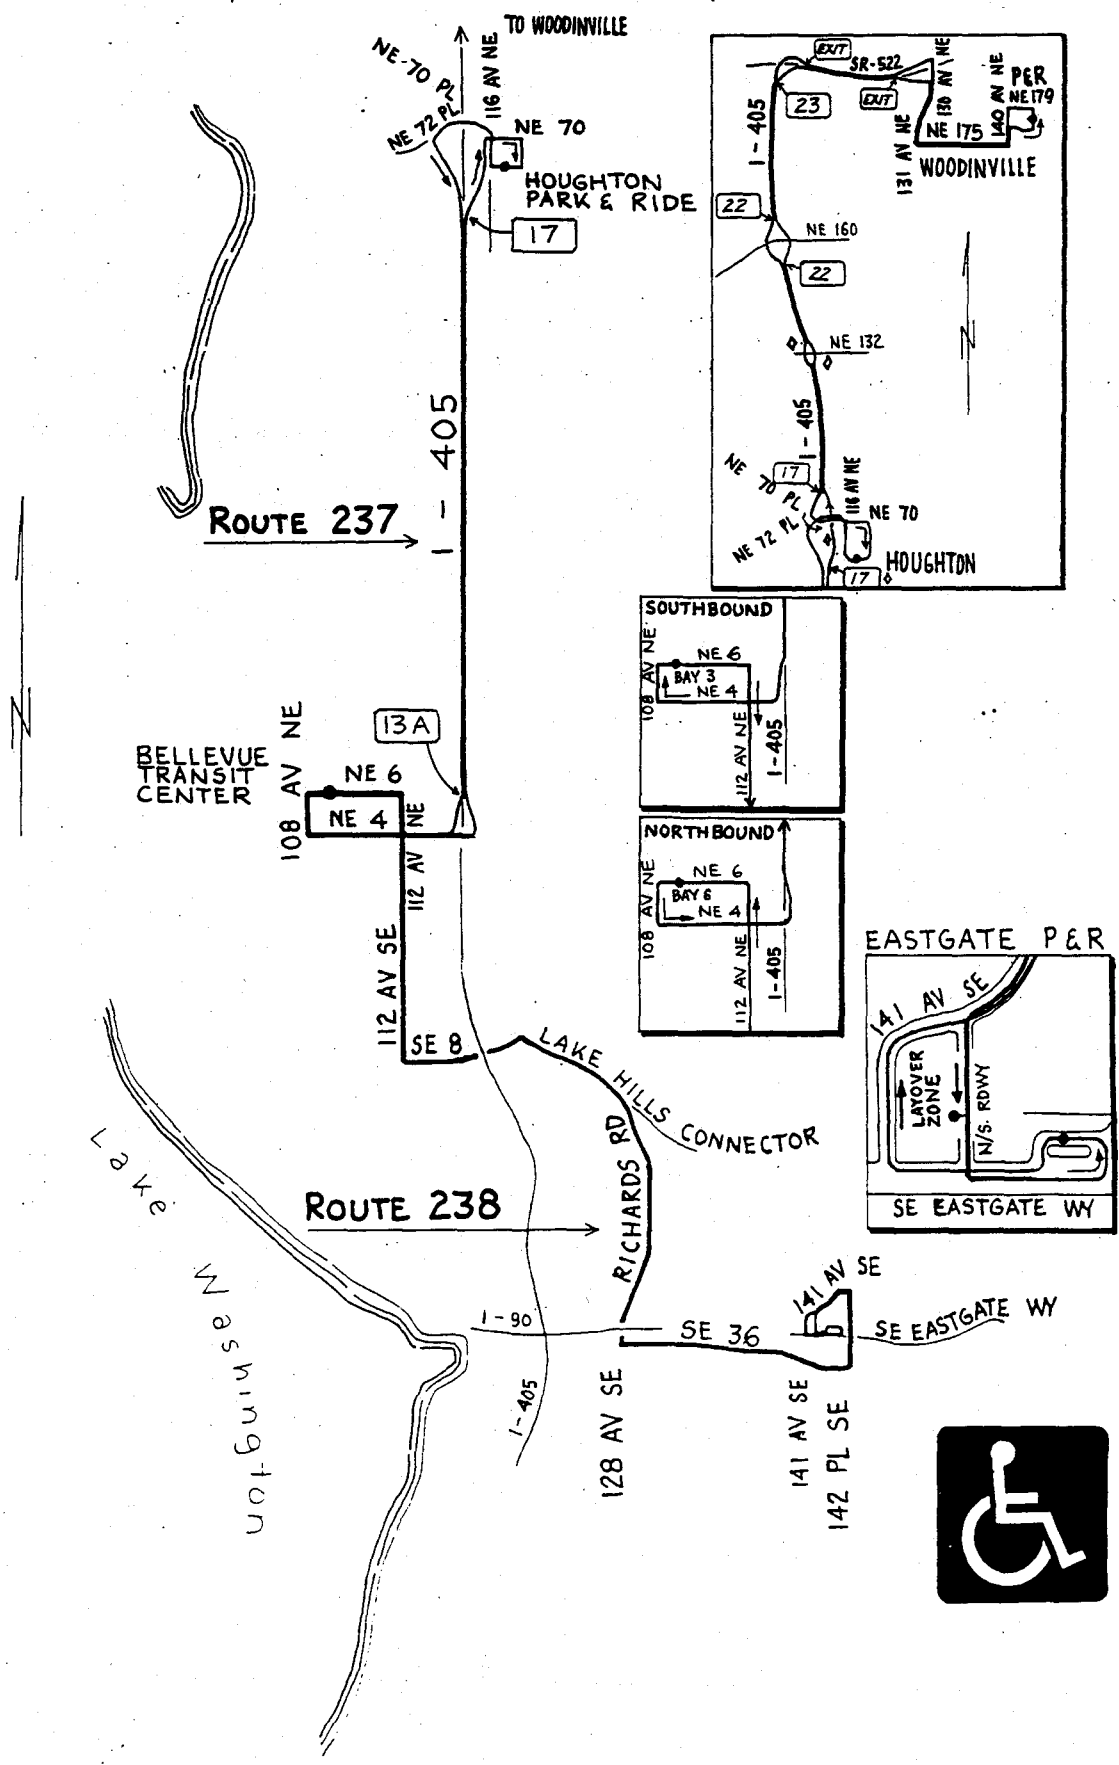 TO WOODINVILLE
NE-70 PL
116 AV NE
NE 72 PL
NE 70
HOUGHTON
PARK & RIDE
17
I - 405
ROUTE 237
13A
BELLEVUE
TRANSIT
CENTER
108 AV NE
NE 6
NE 4
112 AV NE
112 AV SE
SE 8
LAKE HILLS CONNECTOR
RICHARDS RD
ROUTE 238
Lake Washington
I-90
I-405
SE 36
128 AV SE
141 AV SE
SE EASTGATE WY
141 AV SE
142 PL SE
EXIT
SR-522
EXIT
23
I-405
130 AV NE
131 AV NE
NE 175
140 AV NE
P&R
NE 179
WOODINVILLE
22
NE 160
22
NE 132
I-405
NE 70 PL
17
116 AV NE
NE 72 PL
NE 70
HOUGHTON
17
N
N
SOUTHBOUND
108 AV NE
NE 6
BAY 3
NE 4
112 AV NE
I-405
NORTHBOUND
108 AV NE
NE 6
BAY 6
NE 4
112 AV NE
I-405
EASTGATE P&R
141 AV SE
LAYOVER
ZONE
N/S. RDWY
SE EASTGATE WY